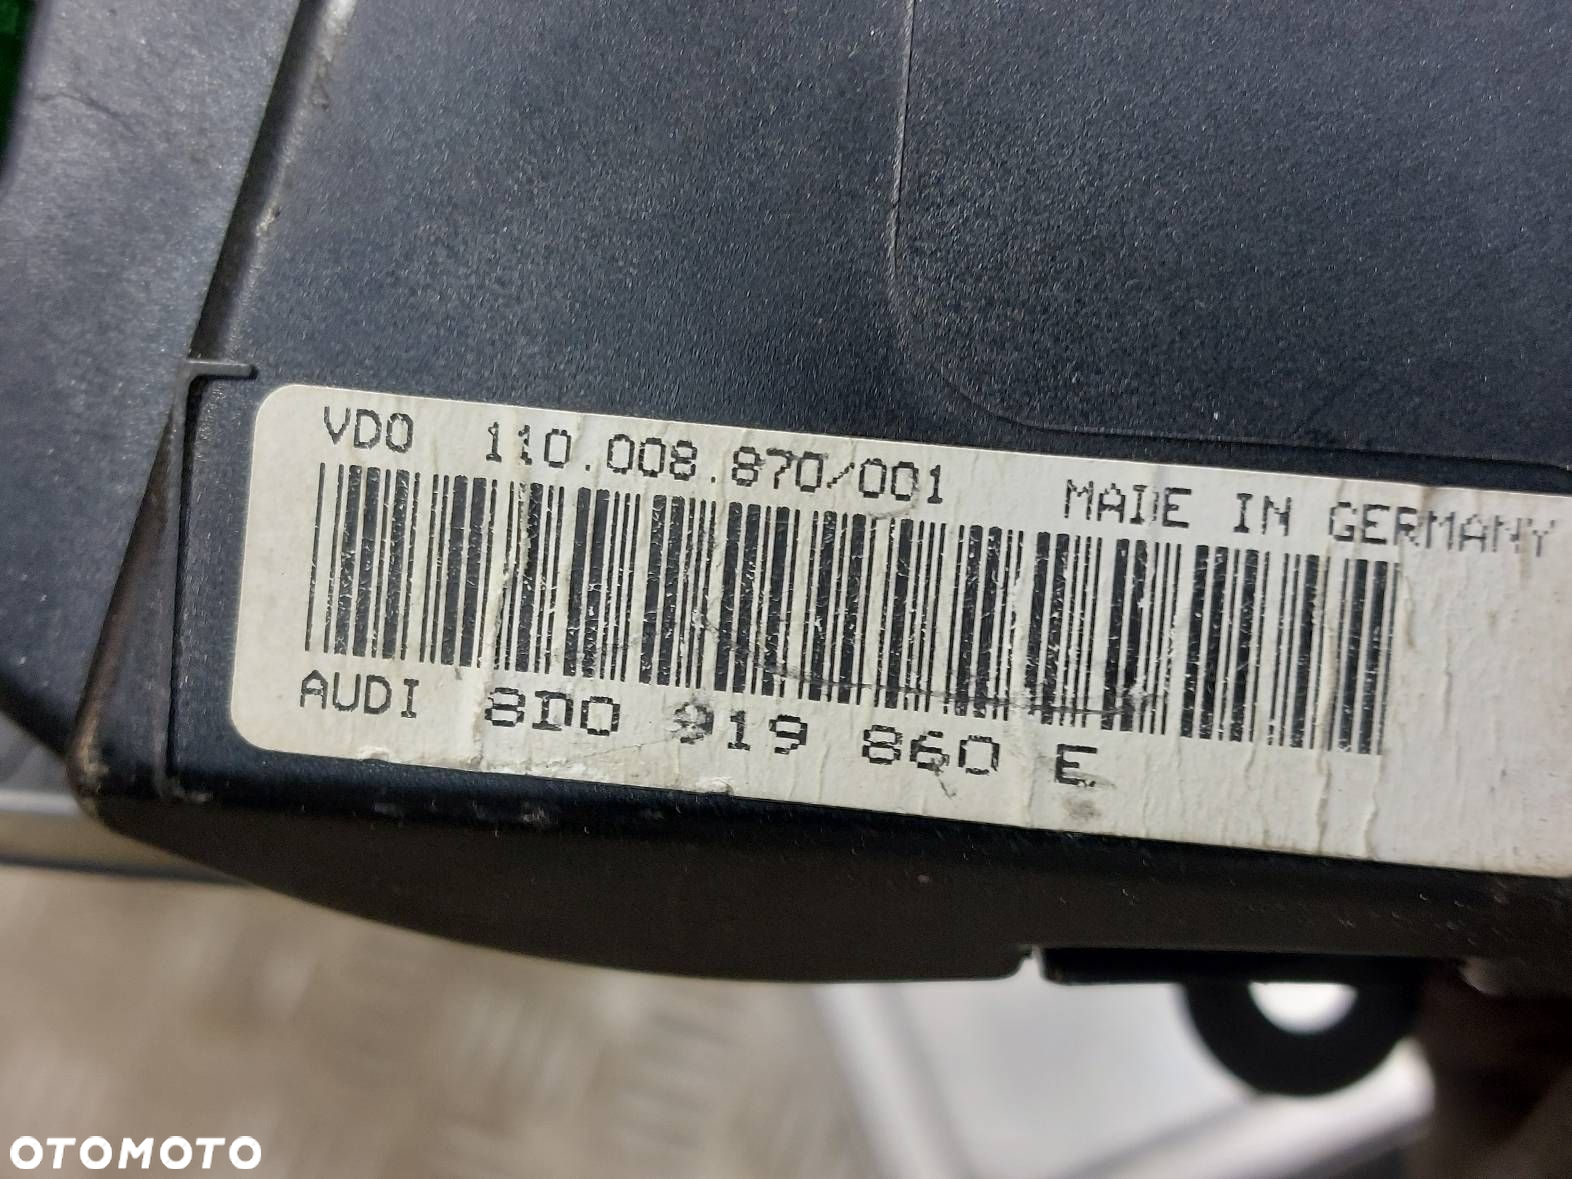 VDO 110.008.870/001 MADE IN GERMANY
AUDI 8D0 919 860 E
OTOMOTO